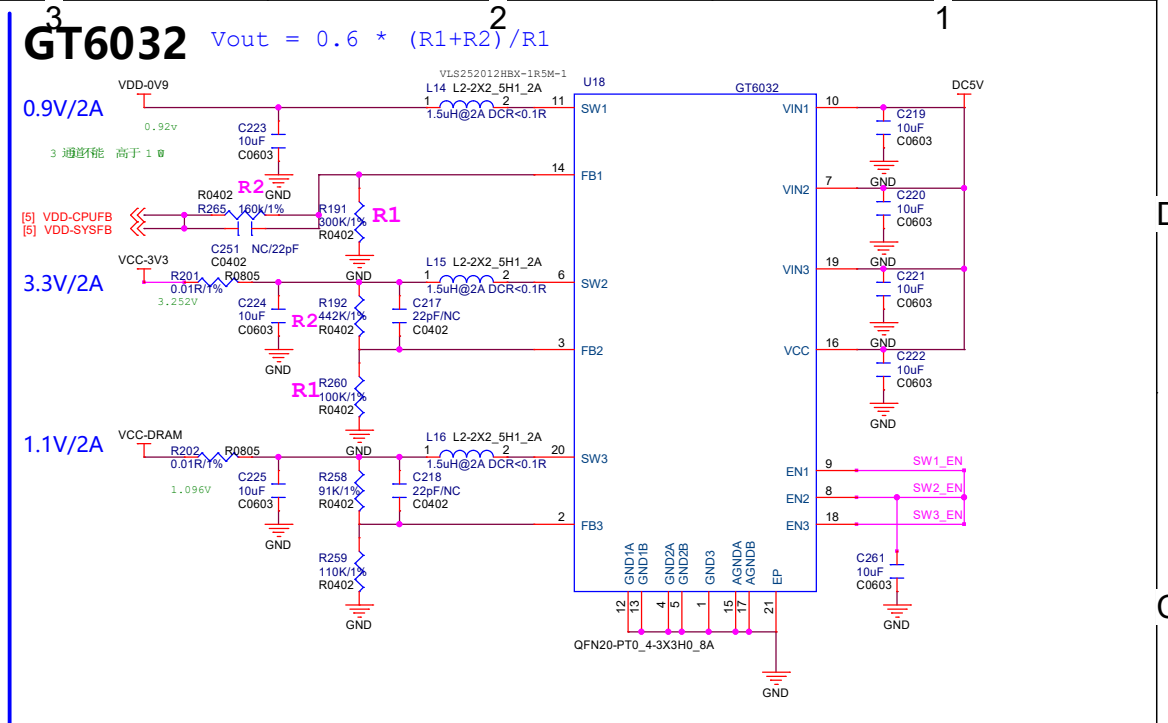 3
2
1
GT6032
Vout = 0.6 * (R1+R2)/R1
VLS252012HBX-1R5M-1
VDD-0V9
L14 L2-2X2_5H1_2A
U18
GT6032
DC5V
0.9V/2A
1
2
11
SW1
VIN1
10
1.5uH@2A DCR<0.1R
C219
10uF
C0603
0.92v
C223
10uF
C0603
3 通道不能 高于 1
GND
14
FB1
GND
VIN2
7
R2
R0402
R265
160k/1%
R191
300K/1%
R0402
R1
C220
10uF
C0603
[5] VDD-CPUFB
[5] VDD-SYSFB
C251
NC/22pF
C0402
GND
GND
VCC-3V3
L15 L2-2X2_5H1_2A
VIN3
19
3.3V/2A
R201
R0805
0.01R/1%
1
2
6
SW2
1.5uH@2A DCR<0.1R
C221
10uF
C0603
3.252V
C224
10uF
C0603
R2
R192
442K/1%
R0402
C217
22pF/NC
C0402
GND
3
FB2
GND
VCC
16
R1
R260
100K/1%
R0402
C222
10uF
C0603
GND
GND
1.1V/2A
VCC-DRAM
L16 L2-2X2_5H1_2A
R202
R0805
0.01R/1%
1
2
20
SW3
1.5uH@2A DCR<0.1R
EN1
9
SW1_EN
1.096V
C225
10uF
C0603
R258
91K/1%
R0402
C218
22pF/NC
C0402
EN2
8
SW2_EN
2
FB3
EN3
18
SW3_EN
GND
R259
110K/1%
R0402
C261
10uF
C0603
GND1A
GND1B
GND2A
GND2B
GND3
AGNDA
AGNDB
EP
12
13
4
5
1
15
17
21
GND
GND
QFN20-PT0_4-3X3H0_8A
GND